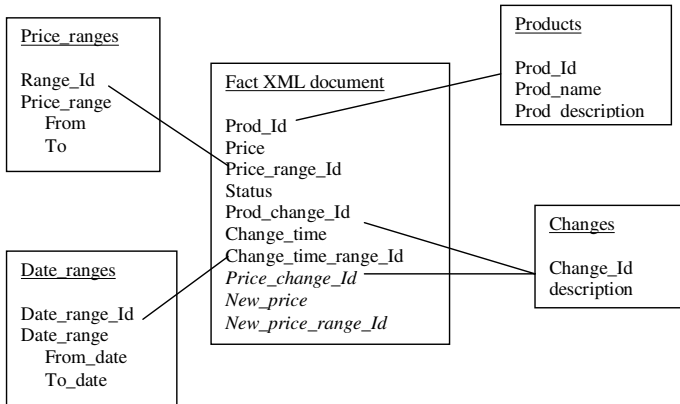 Price_ranges
Range_Id
Price_range
From
To
Fact XML document
Prod_Id
Price
Price_range_Id
Status
Prod_change_Id
Change_time
Change_time_range_Id
Price_change_Id
New_price
New_price_range_Id
Products
Prod_Id
Prod_name
Prod_description
Date_ranges
Date_range_Id
Date_range
From_date
To_date
Changes
Change_Id
description